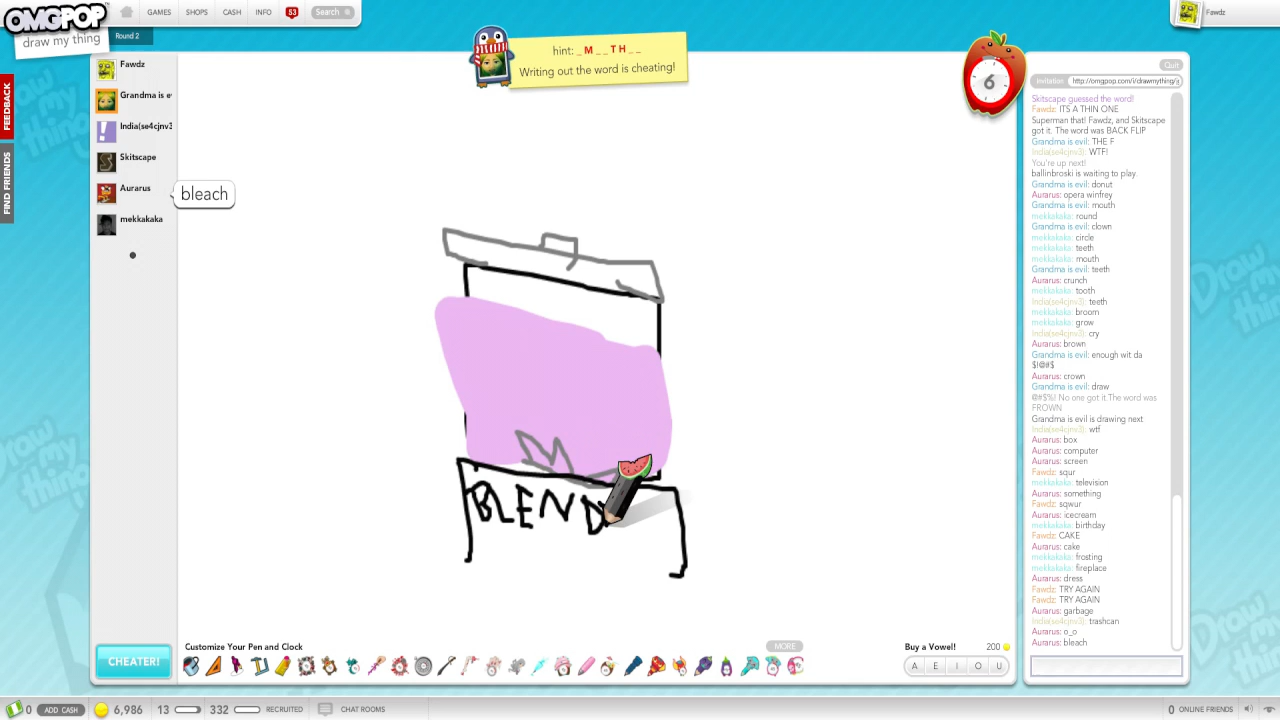 OMGPOP
GAMES SHOPS CASH INFO 53 Search
Fawdz
draw my thing
Round 2
hint: _ M _ _ T H _ _
Writing out the word is cheating!
6
FEEDBACK
FIND FRIENDS
Fawdz
Grandma is e
India(se4cjnv3
Skitscape
Aurarus
mekkakaka
bleach
BLEND
CHEATER!
Customize Your Pen and Clock
MORE
Buy a Vowel! 200
A E I O U
Quit
invitation http://omgpop.com/i/drawmything/
Skitscape guessed the word!
Fawdz: ITS A THIN ONE
Superman that! Fawdz, and Skitscape
got it. The word was BACK FLIP
Grandma is evil: THE F
India(se4cjnv3): WTF!
You're up next!
ballinbroski is waiting to play.
Grandma is evil: donut
Aurarus: opera winfrey
Grandma is evil: mouth
mekkakaka: round
Grandma is evil: clown
mekkakaka: circle
mekkakaka: teeth
mekkakaka: mouth
Grandma is evil: teeth
Aurarus: crunch
mekkakaka: tooth
India(se4cjnv3): teeth
mekkakaka: broom
mekkakaka: grow
India(se4cjnv3): cry
Aurarus: brown
Grandma is evil: enough wit da
$!@#$
Aurarus: crown
Grandma is evil: draw
@#$%! No one got it.The word was
FROWN
Grandma is evil is drawing next
India(se4cjnv3): wtf
Aurarus: box
Aurarus: computer
Aurarus: screen
Fawdz: squr
mekkakaka: television
Aurarus: something
Fawdz: sqwur
Aurarus: icecream
mekkakaka: birthday
Fawdz: CAKE
Aurarus: cake
mekkakaka: frosting
mekkakaka: fireplace
Aurarus: dress
Fawdz: TRY AGAIN
Fawdz: TRY AGAIN
Aurarus: garbage
India(se4cjnv3): trashcan
Aurarus: o_o
Aurarus: bleach
0 ADD CASH 6,986 13 332 RECRUITED CHAT ROOMS
0 ONLINE FRIENDS